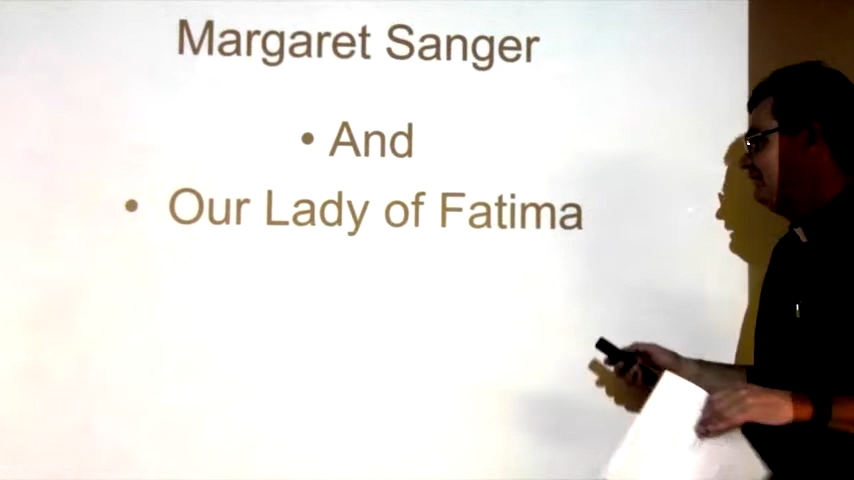 Margaret Sanger
• And
• Our Lady of Fatima